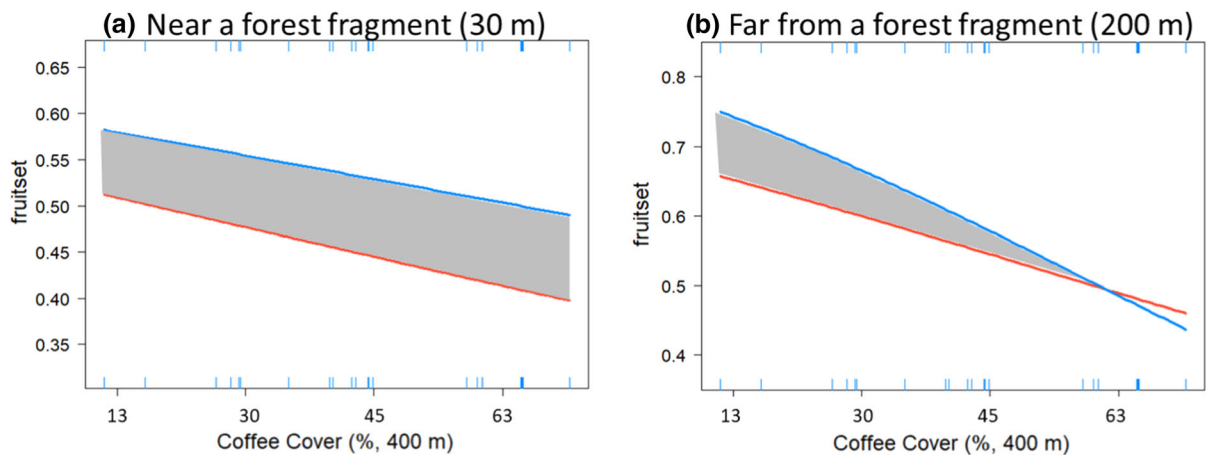 (a) Near a forest fragment (30 m)
0.65
0.60
0.55
0.50
0.45
0.40
0.35
fruitset
13 30 45 63
Coffee Cover (%, 400 m)
(b) Far from a forest fragment (200 m)
0.8
0.7
0.6
0.5
0.4
fruitset
13 30 45 63
Coffee Cover (%, 400 m)